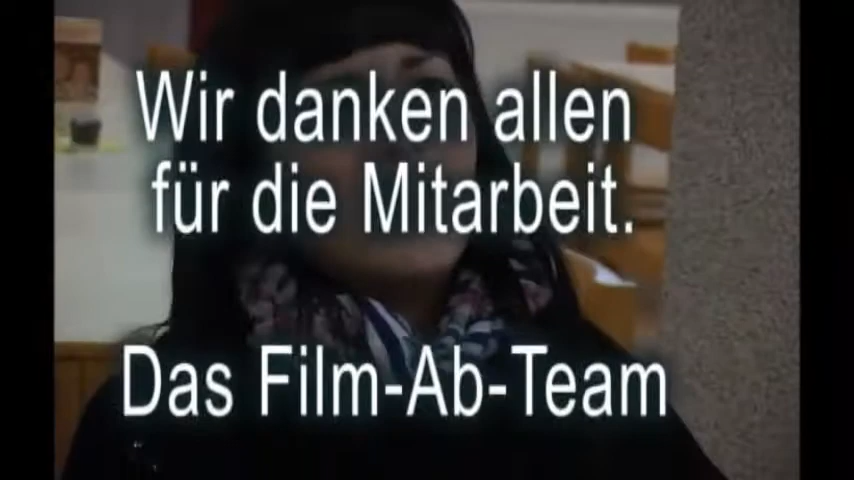 Wir danken allen
für die Mitarbeit.
Das Film-Ab-Team